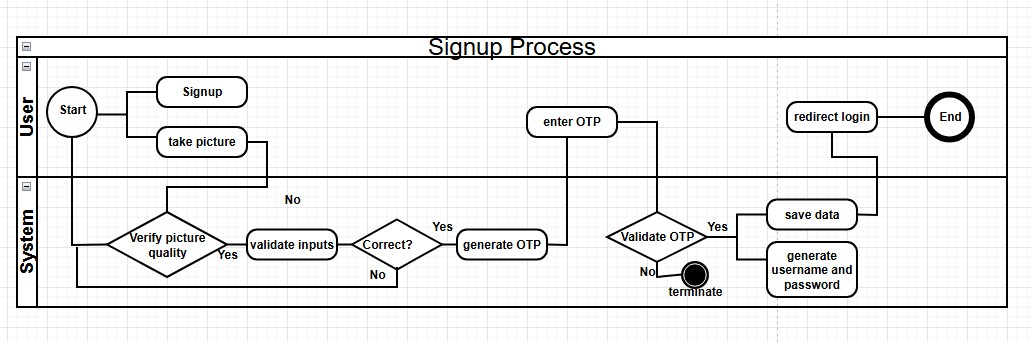 Signup Process
User
Start
Signup
take picture
enter OTP
redirect login
End
System
No
Verify picture
quality
Yes
validate inputs
Correct?
Yes
No
generate OTP
Validate OTP
Yes
No
terminate
save data
generate
username and
password